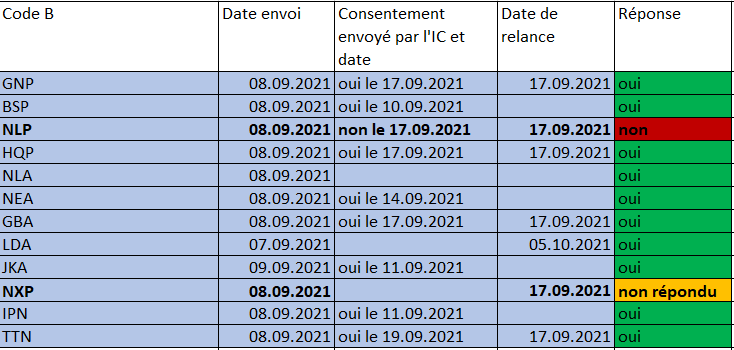 Code B Date envoi Consentement envoyé par l'IC et date Date de relance Réponse
GNP 08.09.2021 oui le 17.09.2021 17.09.2021 oui
BSP 08.09.2021 oui le 10.09.2021 oui
NLP 08.09.2021 non le 17.09.2021 17.09.2021 non
HQP 08.09.2021 oui le 17.09.2021 17.09.2021 oui
NLA 08.09.2021 oui
NEA 08.09.2021 oui le 14.09.2021 oui
GBA 08.09.2021 oui le 17.09.2021 17.09.2021 oui
LDA 07.09.2021 05.10.2021 oui
JKA 09.09.2021 oui le 11.09.2021 oui
NXP 08.09.2021 17.09.2021 non répondu
IPN 08.09.2021 oui le 11.09.2021 oui
TTN 08.09.2021 oui le 19.09.2021 17.09.2021 oui